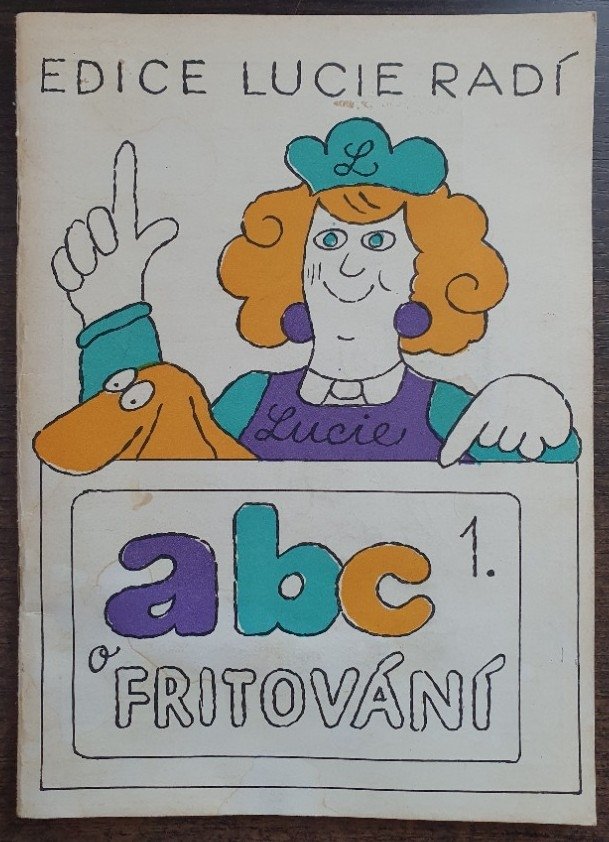 EDICE LUCIE RADÍ
L
Lucie
abc 1.
o FRITOVÁNÍ